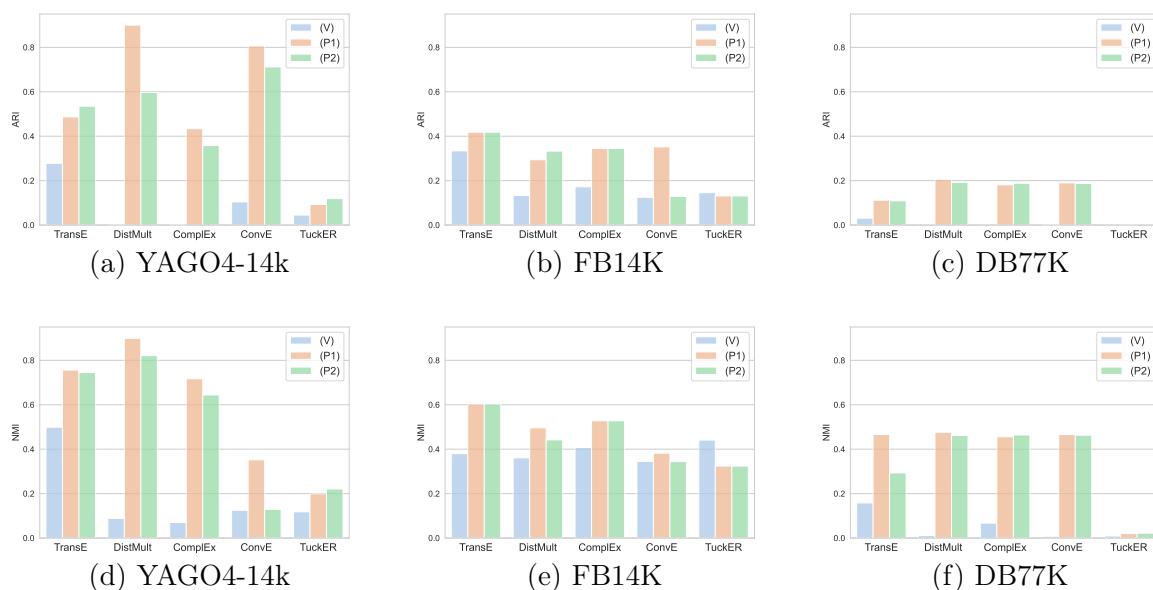 0.8
0.6
0.4
0.2
0.0
ARI
(V)
(P1)
(P2)
TransE DistMult ComplEx ConvE TuckER
(a) YAGO4-14k
0.8
0.6
0.4
0.2
0.0
ARI
(V)
(P1)
(P2)
TransE DistMult ComplEx ConvE TuckER
(b) FB14K
0.8
0.6
0.4
0.2
0.0
ARI
(V)
(P1)
(P2)
TransE DistMult ComplEx ConvE TuckER
(c) DB77K
0.8
0.6
0.4
0.2
0.0
NMI
(V)
(P1)
(P2)
TransE DistMult ComplEx ConvE TuckER
(d) YAGO4-14k
0.8
0.6
0.4
0.2
0.0
NMI
(V)
(P1)
(P2)
TransE DistMult ComplEx ConvE TuckER
(e) FB14K
0.8
0.6
0.4
0.2
0.0
NMI
(V)
(P1)
(P2)
TransE DistMult ComplEx ConvE TuckER
(f) DB77K